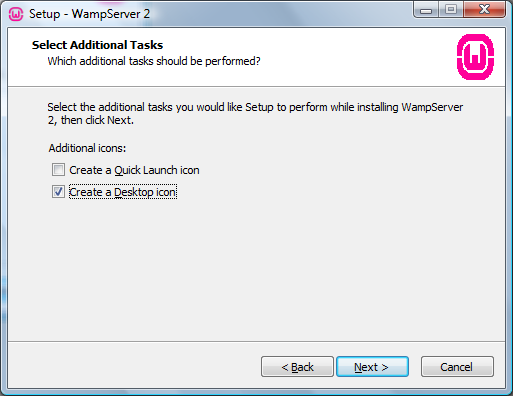 Setup - WampServer 2
Select Additional Tasks
Which additional tasks should be performed?
Select the additional tasks you would like Setup to perform while installing WampServer
2, then click Next.
Additional icons:
Create a Quick Launch icon
Create a Desktop icon
< Back
Next >
Cancel